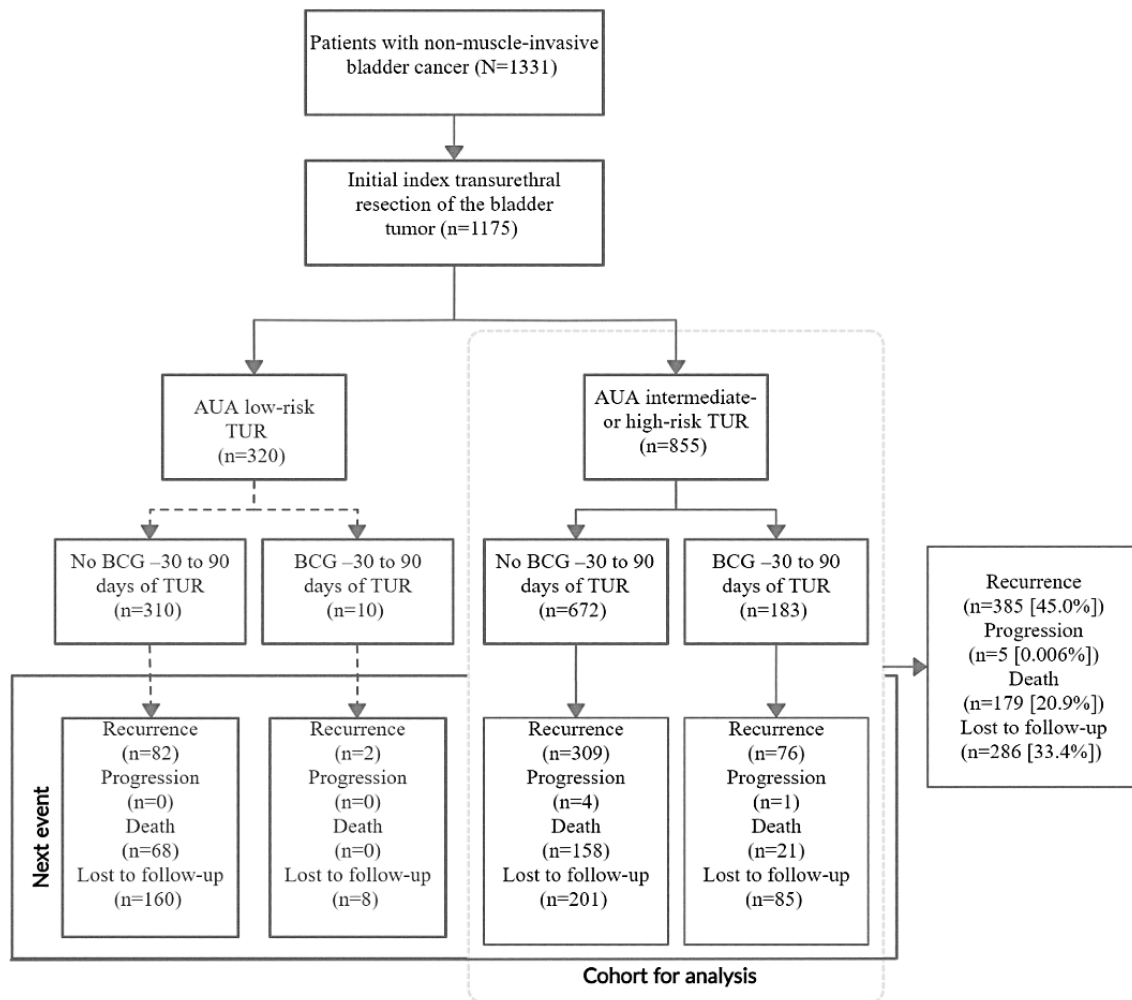 Patients with non-muscle-invasive
bladder cancer (N=1331)
Initial index transurethral
resection of the bladder
tumor (n=1175)
AUA low-risk
TUR
(n=320)
AUA intermediate-
or high-risk TUR
(n=855)
No BCG –30 to 90
days of TUR
(n=310)
BCG –30 to 90
days of TUR
(n=10)
No BCG –30 to 90
days of TUR
(n=672)
BCG –30 to 90
days of TUR
(n=183)
Recurrence
(n=385 [45.0%])
Progression
(n=5 [0.006%])
Death
(n=179 [20.9%])
Lost to follow-up
(n=286 [33.4%])
Next event
Recurrence
(n=82)
Progression
(n=0)
Death
(n=68)
Lost to follow-up
(n=160)
Recurrence
(n=2)
Progression
(n=0)
Death
(n=0)
Lost to follow-up
(n=8)
Recurrence
(n=309)
Progression
(n=4)
Death
(n=158)
Lost to follow-up
(n=201)
Recurrence
(n=76)
Progression
(n=1)
Death
(n=21)
Lost to follow-up
(n=85)
Cohort for analysis